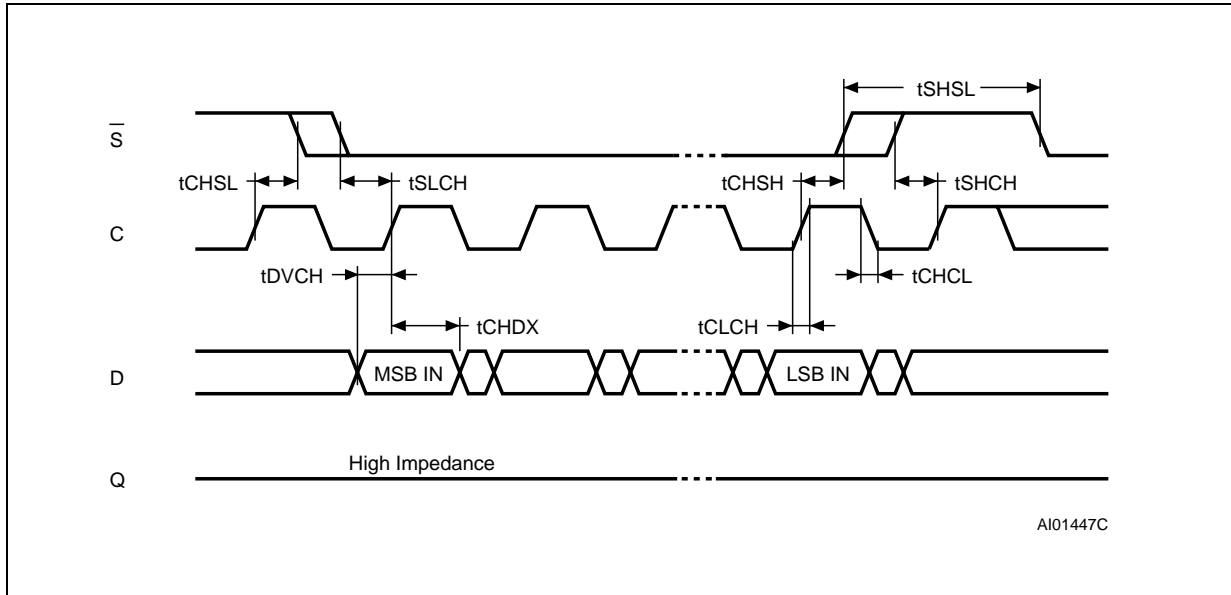 tSHSL
S̅
tCHSL
tSLCH
tCHSH
tSHCH
C
tDVCH
tCHCL
tCHDX
tCLCH
D
MSB IN
LSB IN
High Impedance
Q
AI01447C